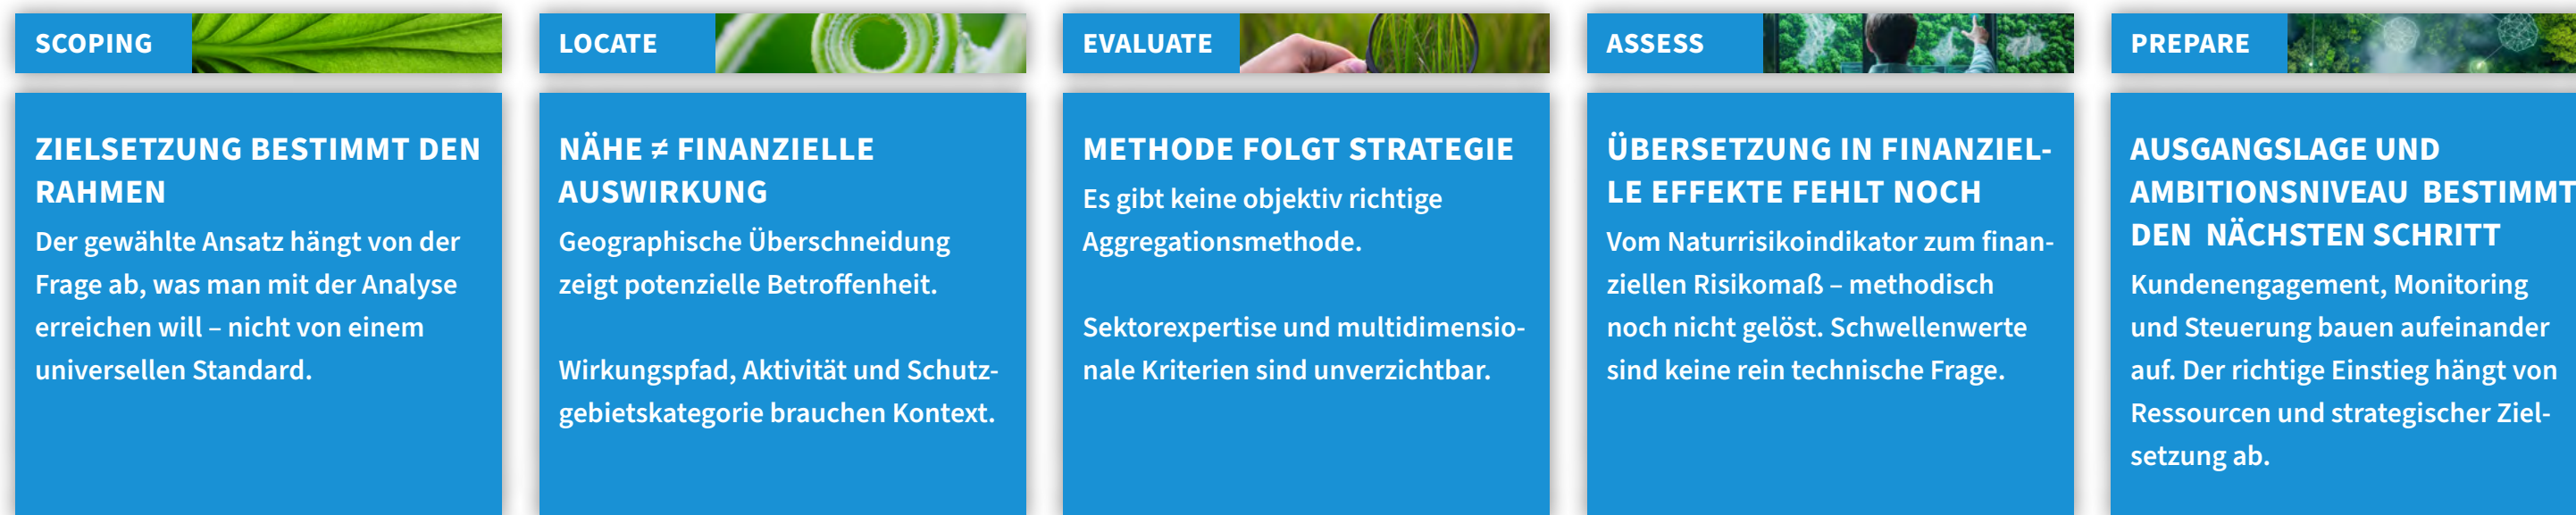 SCOPING
ZIELSETZUNG BESTIMMT DEN
RAHMEN
Der gewählte Ansatz hängt von der
Frage ab, was man mit der Analyse
erreichen will – nicht von einem
universellen Standard.
LOCATE
NÄHE ≠ FINANZIELLE
AUSWIRKUNG
Geographische Überschneidung
zeigt potenzielle Betroffenheit.
Wirkungspfad, Aktivität und Schutz-
gebietskategorie brauchen Kontext.
EVALUATE
METHODE FOLGT STRATEGIE
Es gibt keine objektiv richtige
Aggregationsmethode.
Sektorexpertise und multidimensio-
nale Kriterien sind unverzichtbar.
ASSESS
ÜBERSETZUNG IN FINANZIEL-
LE EFFEKTE FEHLT NOCH
Vom Naturrisikoindikator zum finan-
ziellen Risikomaß – methodisch
noch nicht gelöst. Schwellenwerte
sind keine rein technische Frage.
PREPARE
AUSGANGSLAGE UND
AMBITIONSNIVEAU BESTIMMT
DEN NÄCHSTEN SCHRITT
Kundenengagement, Monitoring
und Steuerung bauen aufeinander
auf. Der richtige Einstieg hängt von
Ressourcen und strategischer Ziel-
setzung ab.